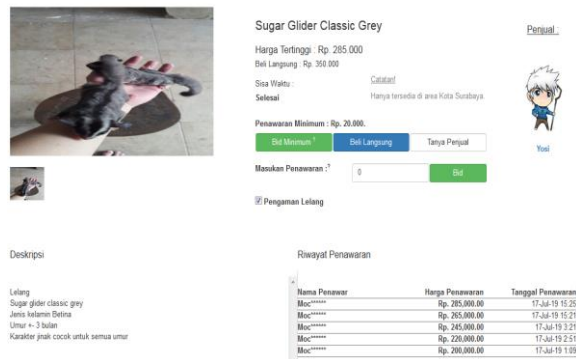 Sugar Glider Classic Grey
Penjual :
Harga Tertinggi : Rp. 285.000
Beli Langsung : Rp. 350.000
Sisa Waktu :
Catatan!
Selesai
Hanya tersedia di area Kota Surabaya.
Penawaran Minimum : Rp. 20.000.
Bid Minimum ?
Beli Langsung
Tanya Penjual
Yosi
Masukan Penawaran :?
0
Bid
Pengaman Lelang
Deskripsi
Riwayat Penawaran
Lelang
Sugar glider classic grey
Jenis kelamin Betina
Umur +- 3 bulan
Karakter jinak cocok untuk semua umur
Nama Penawar Harga Penawaran Tanggal Penawaran
Moc****** Rp. 285,000.00 17-Jul-19 15:25
Moc****** Rp. 265,000.00 17-Jul-19 15:21
Moc****** Rp. 245,000.00 17-Jul-19 3:21
Moc****** Rp. 220,000.00 17-Jul-19 2:51
Moc****** Rp. 200,000.00 17-Jul-19 1:09